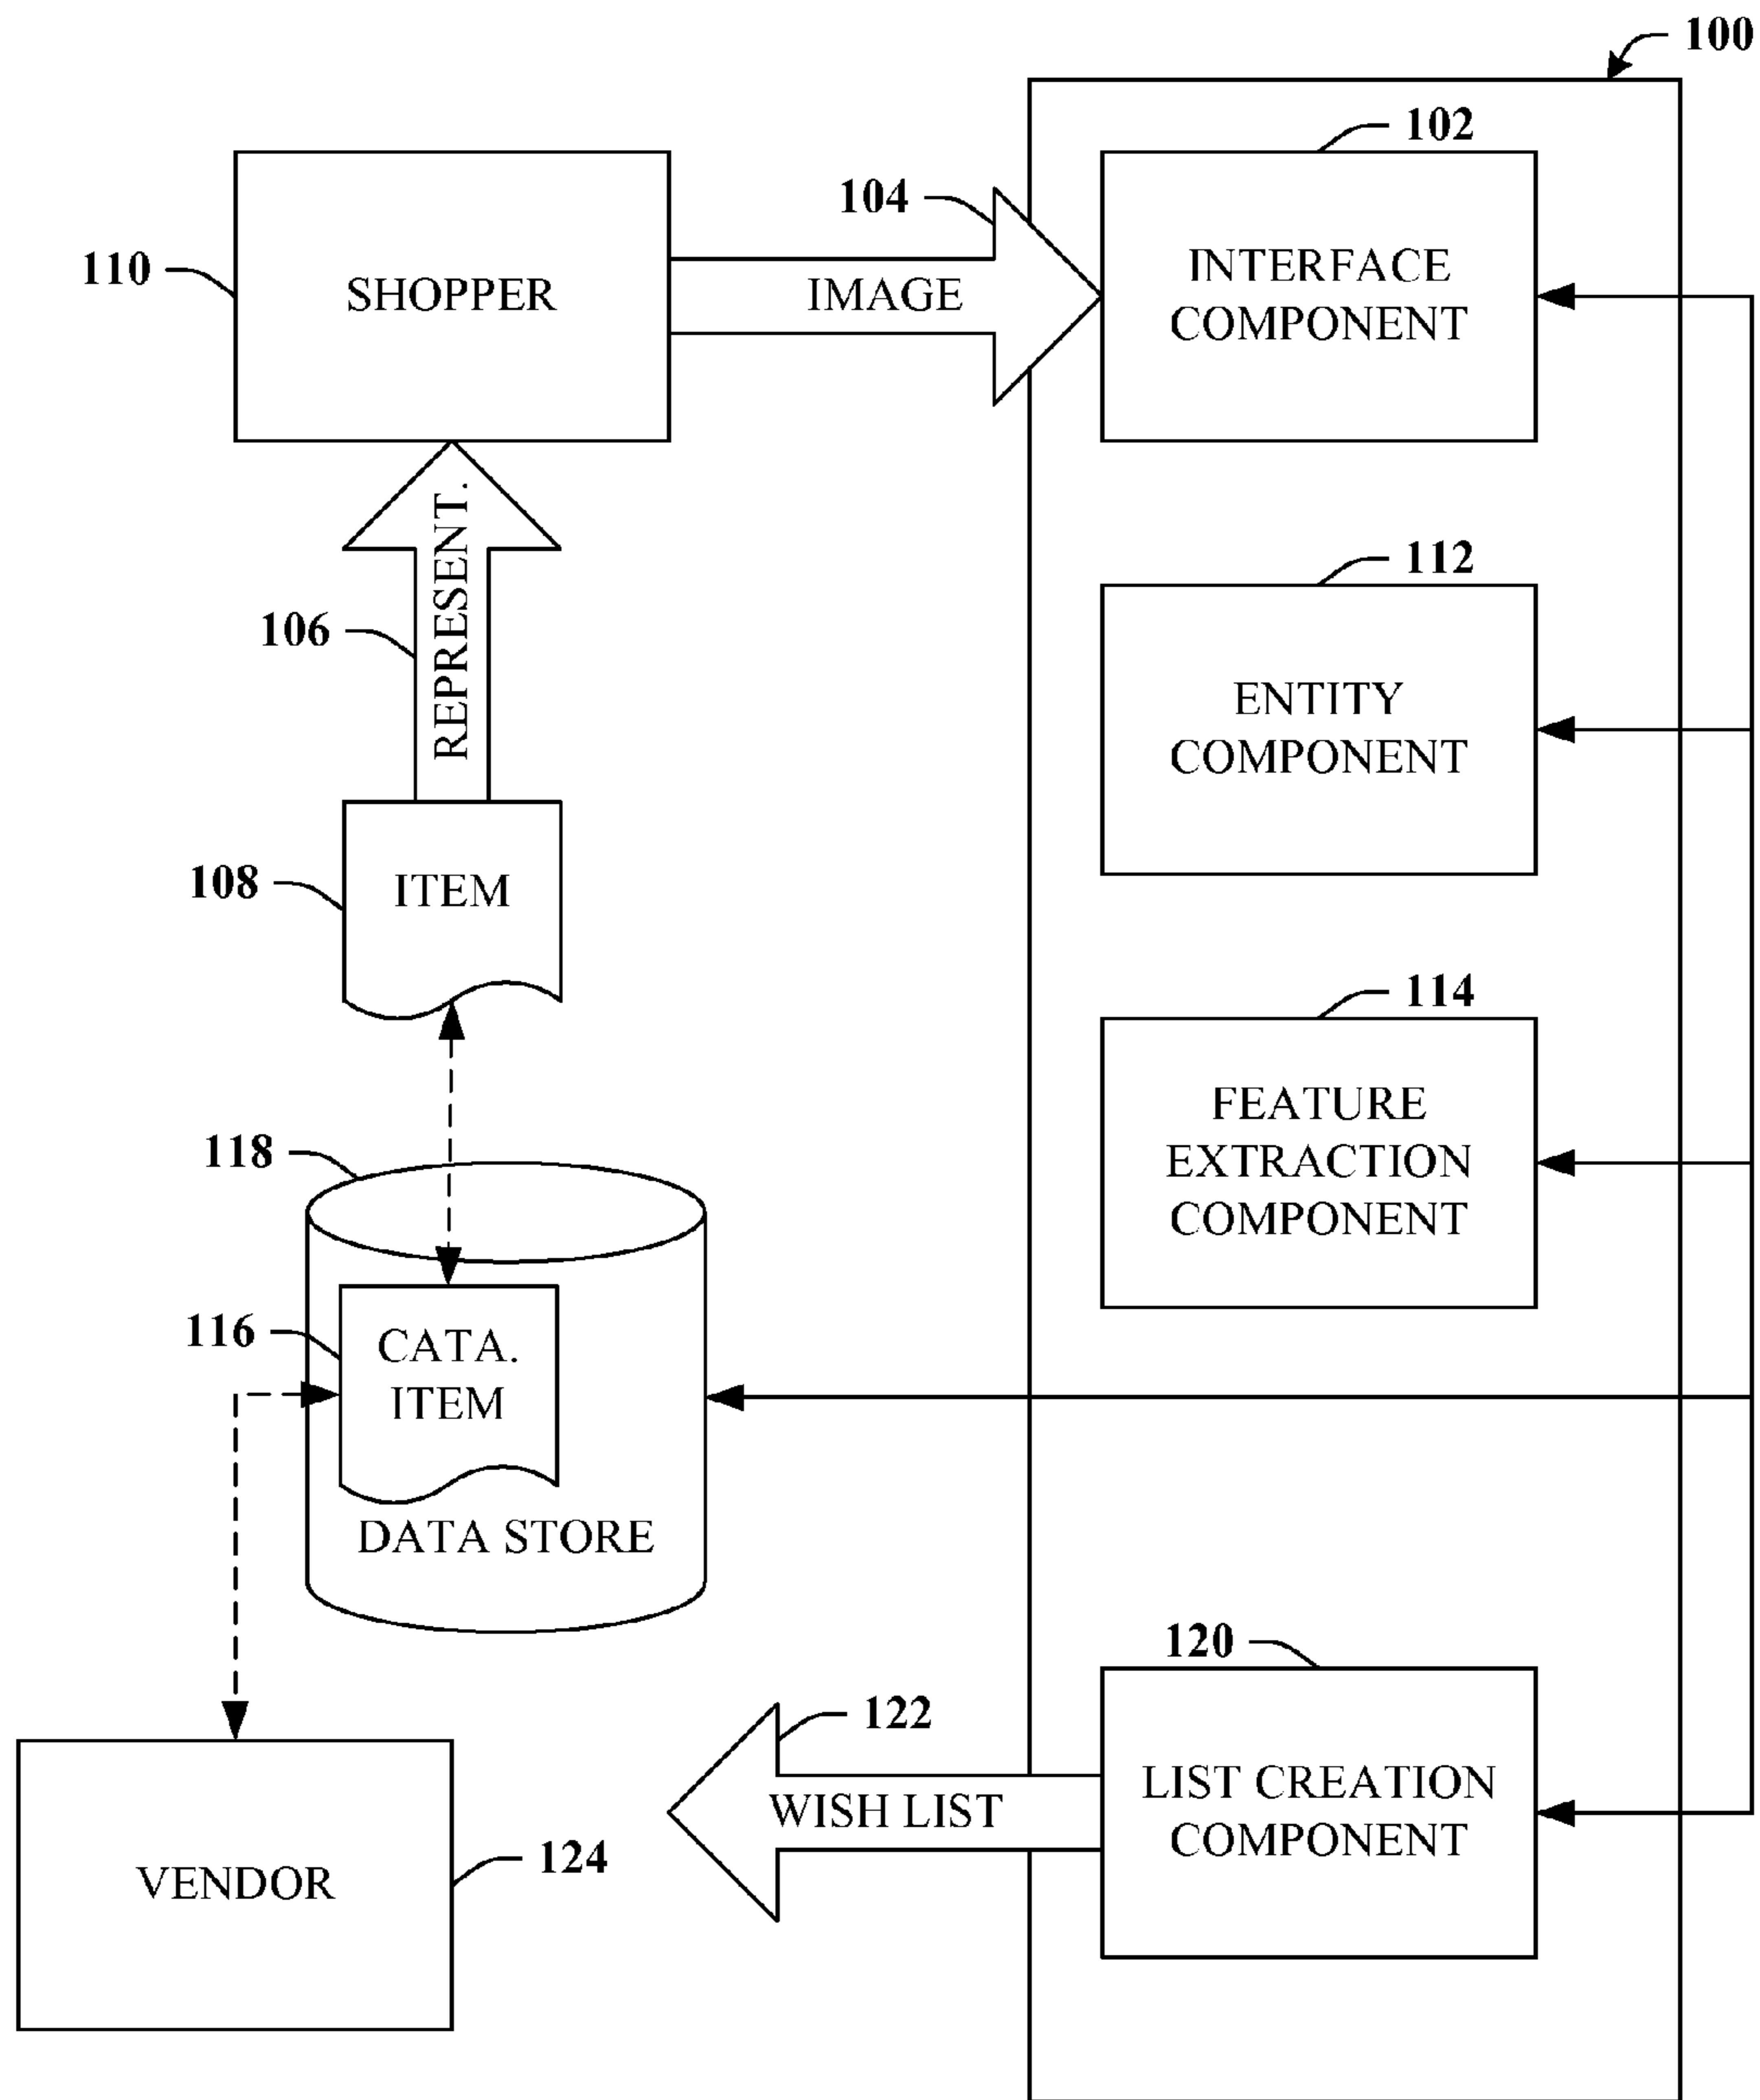 100
102
104
110
SHOPPER
IMAGE
INTERFACE
COMPONENT
REPRESENT.
106
112
ENTITY
COMPONENT
108
ITEM
114
FEATURE
EXTRACTION
COMPONENT
118
116
CATA.
ITEM
DATA STORE
120
122
WISH LIST
LIST CREATION
COMPONENT
VENDOR
124